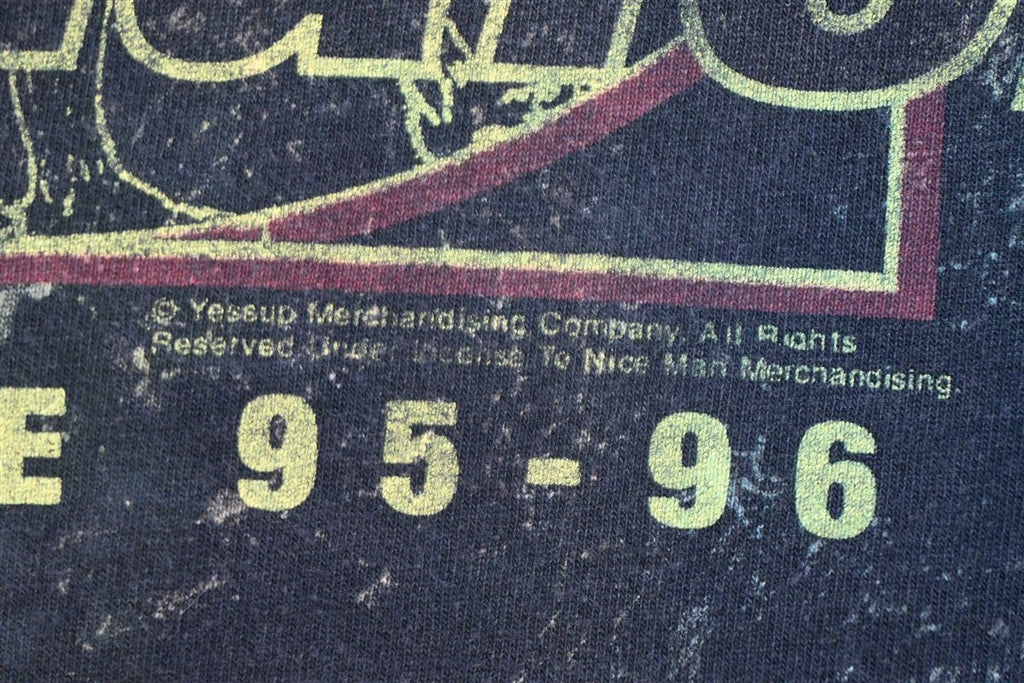 © Yessup Merchandising Company. All Rights
Reserved Under License To Nice Man Merchandising.
E 95-96